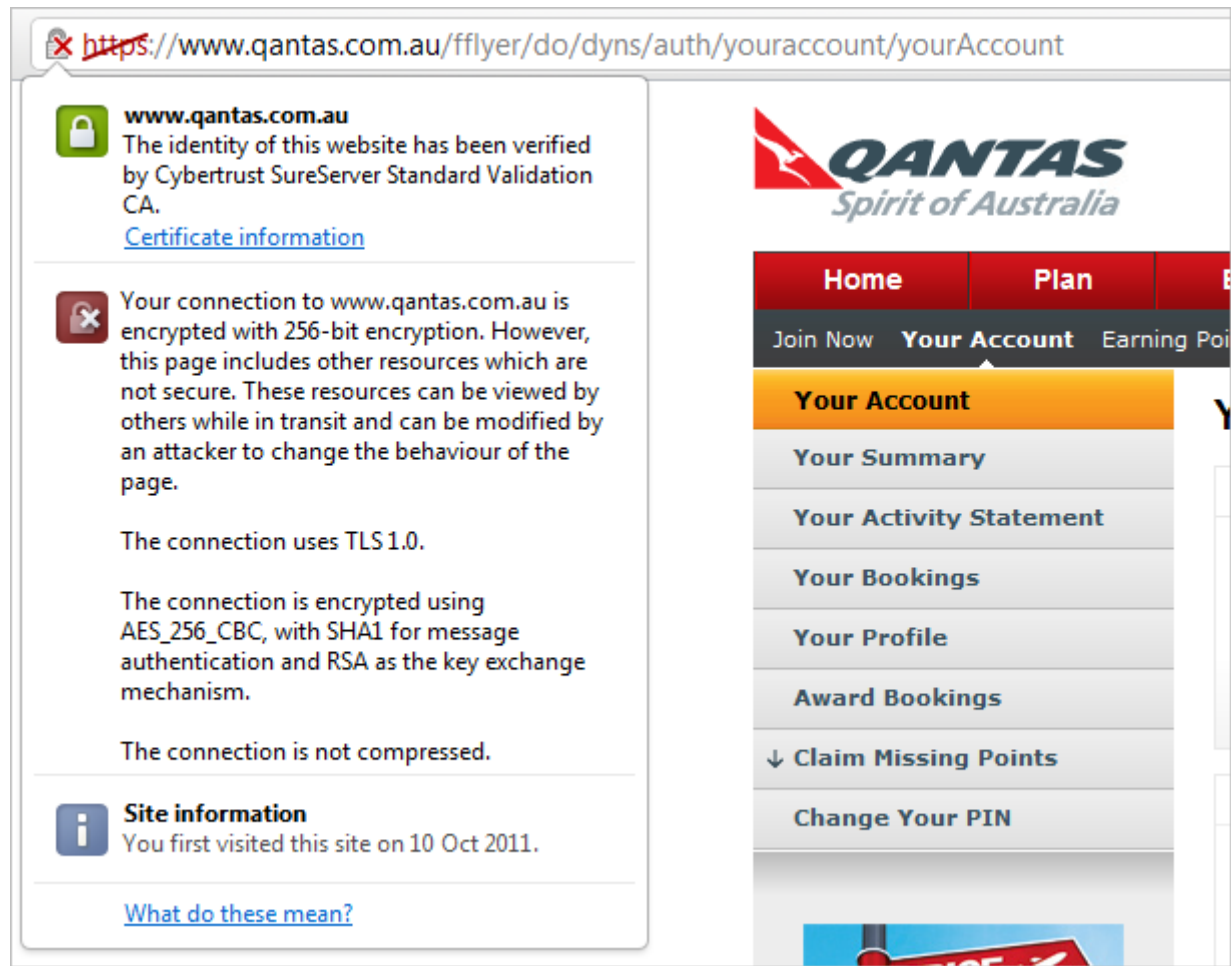 https://www.qantas.com.au/fflyer/do/dyns/auth/youraccount/yourAccount
www.qantas.com.au
The identity of this website has been verified
by Cybertrust SureServer Standard Validation
CA.
Certificate information
Your connection to www.qantas.com.au is
encrypted with 256-bit encryption. However,
this page includes other resources which are
not secure. These resources can be viewed by
others while in transit and can be modified by
an attacker to change the behaviour of the
page.
The connection uses TLS 1.0.
The connection is encrypted using
AES_256_CBC, with SHA1 for message
authentication and RSA as the key exchange
mechanism.
The connection is not compressed.
Site information
You first visited this site on 10 Oct 2011.
What do these mean?
QANTAS
Spirit of Australia
Home Plan
Join Now Your Account Earning Poi
Your Account
Your Summary
Your Activity Statement
Your Bookings
Your Profile
Award Bookings
↓ Claim Missing Points
Change Your PIN